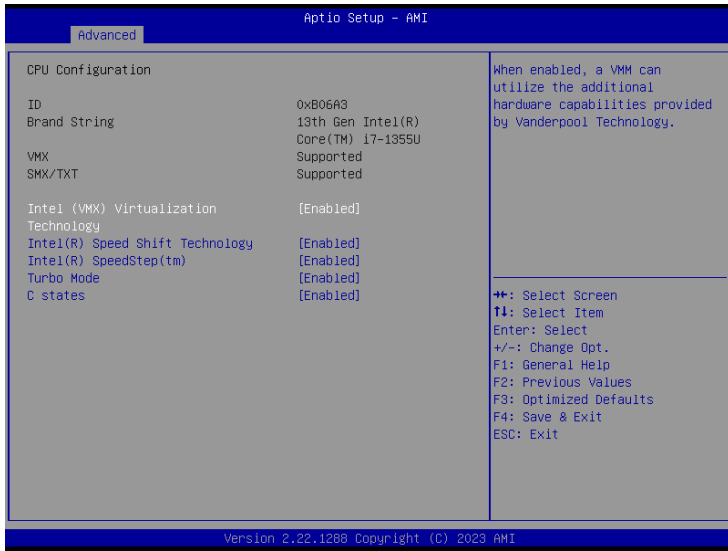 Aptio Setup – AMI
Advanced
CPU Configuration
ID 0xB06A3
Brand String 13th Gen Intel(R)
Core(TM) i7-1355U
VMX Supported
SMX/TXT Supported
Intel (VMX) Virtualization [Enabled]
Technology
Intel(R) Speed Shift Technology [Enabled]
Intel(R) SpeedStep(tm) [Enabled]
Turbo Mode [Enabled]
C states [Enabled]
When enabled, a VMM can
utilize the additional
hardware capabilities provided
by Vanderpool Technology.
→←: Select Screen
↑↓: Select Item
Enter: Select
+/-: Change Opt.
F1: General Help
F2: Previous Values
F3: Optimized Defaults
F4: Save & Exit
ESC: Exit
Version 2.22.1288 Copyright (C) 2023 AMI